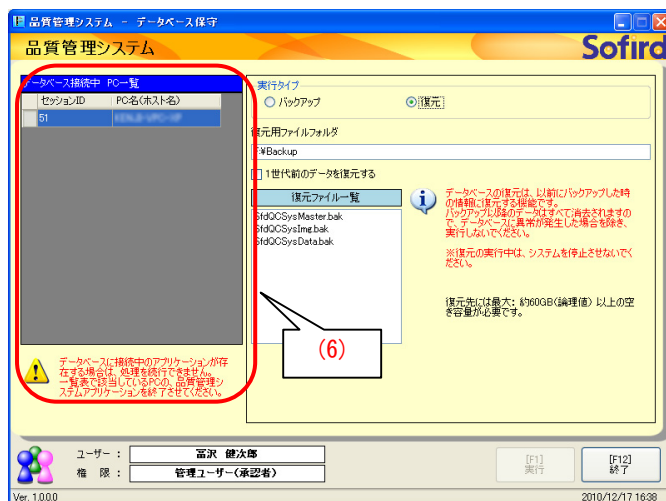 品質管理システム － データベース保守
品質管理システム
Sofird
データベース接続中 PC一覧
セッションID PC名(ホスト名)
51
実行タイプ
バックアップ
復元
復元用ファイルフォルダ
F:¥Backup
1世代前のデータを復元する
復元ファイル一覧
SfdQCSysMaster.bak
SfdQCSysImg.bak
SfdQCSysData.bak
データベースの復元は、以前にバックアップした時
の情報に復元する機能です。
バックアップ以降のデータはすべて消去されますの
で、データベースに異常が発生した場合を除き、
実行しないでください。
※復元の実行中は、システムを停止させないでく
ださい。
復元先には最大：約60GB(論理値) 以上の空
き容量が必要です。
(6)
データベースに接続中のアプリケーションが存
在する場合は、処理を続行できません。
一覧表で該当しているPCの、品質管理シ
ステムアプリケーションを終了させてください。
ユーザー： 富沢 健次郎
権 限： 管理ユーザー(承認者)
[F1]
実行
[F12]
終了
Ver. 1.0.0.0
2010/12/17 16:38